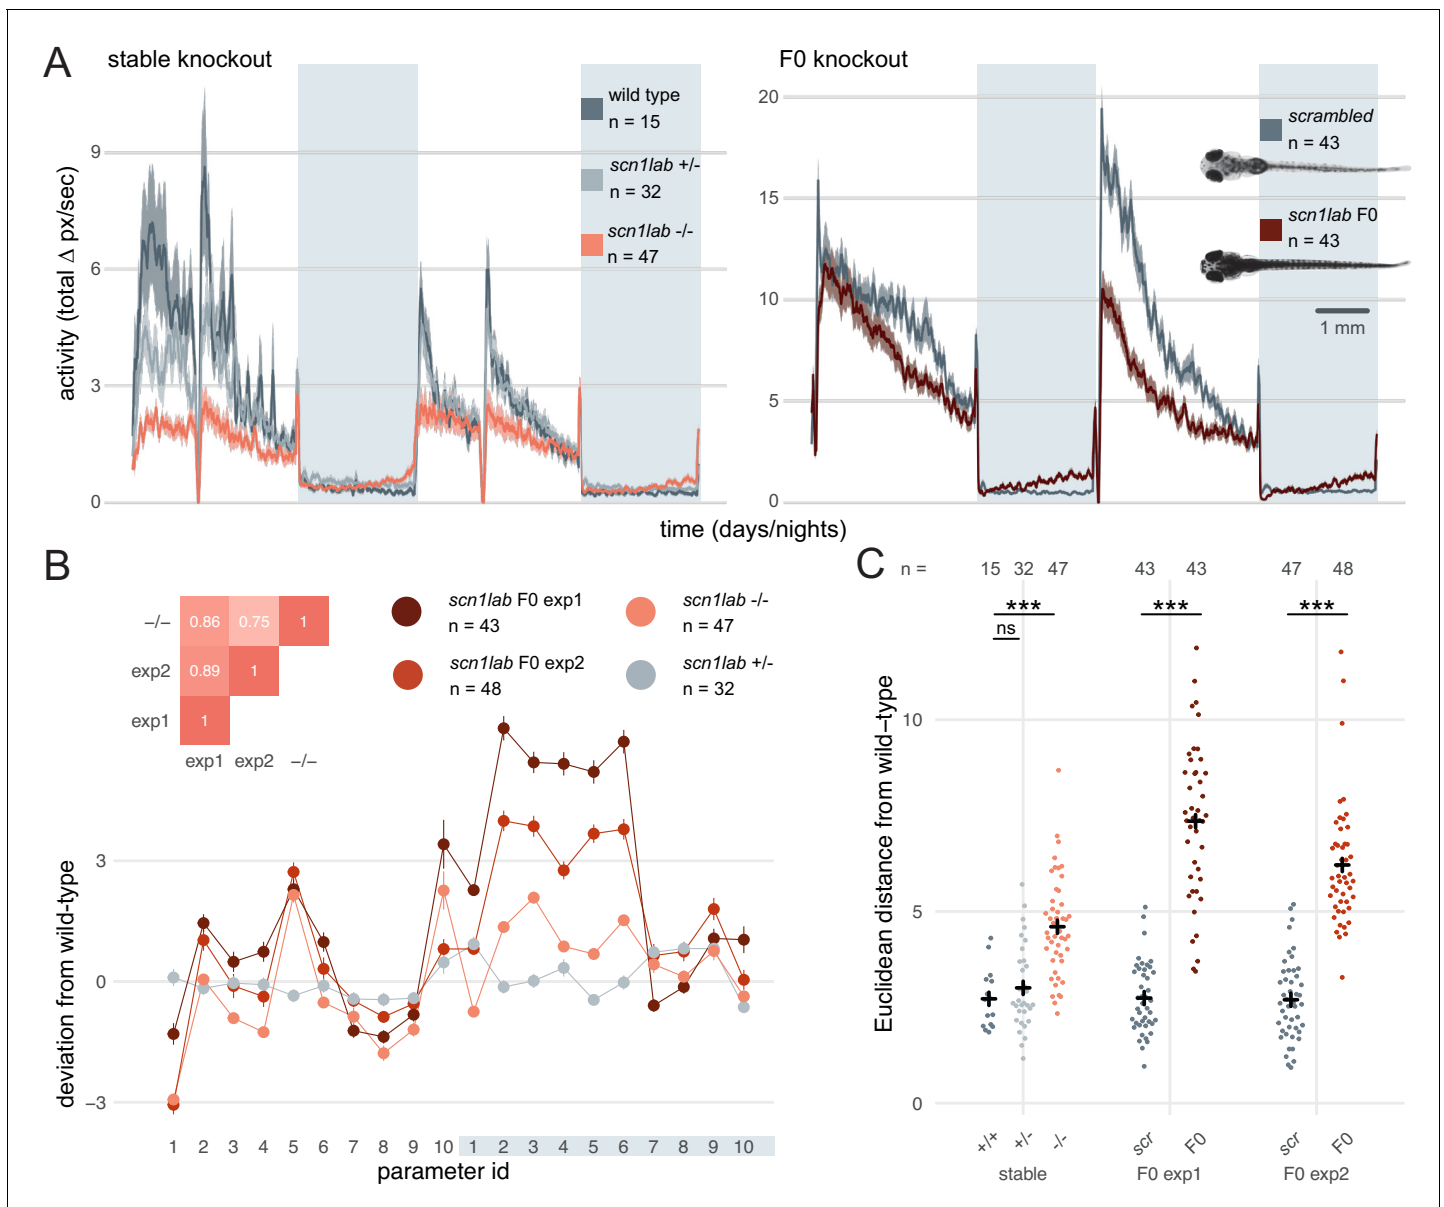 A
stable knockout
F0 knockout
wild type
n = 15
scn1lab +/-
n = 32
scn1lab -/-
n = 47
9
6
3
0
activity (total Δ px/sec)
20
15
10
5
0
scrambled
n = 43
scn1lab F0
n = 43
1 mm
time (days/nights)
B
−/−
exp2
exp1
0.86 0.75 1
0.89 1
1
exp1 exp2 −/−
scn1lab F0 exp1
n = 43
scn1lab F0 exp2
n = 48
scn1lab -/-
n = 47
scn1lab +/-
n = 32
deviation from wild-type
3
0
−3
1 2 3 4 5 6 7 8 9 10 1 2 3 4 5 6 7 8 9 10
parameter id
C
n = 15 32 47 43 43 47 48
*** *** ***
ns
Euclidean distance from wild−type
10
5
0
+/+ +/- -/- scr F0 scr F0
stable F0 exp1 F0 exp2